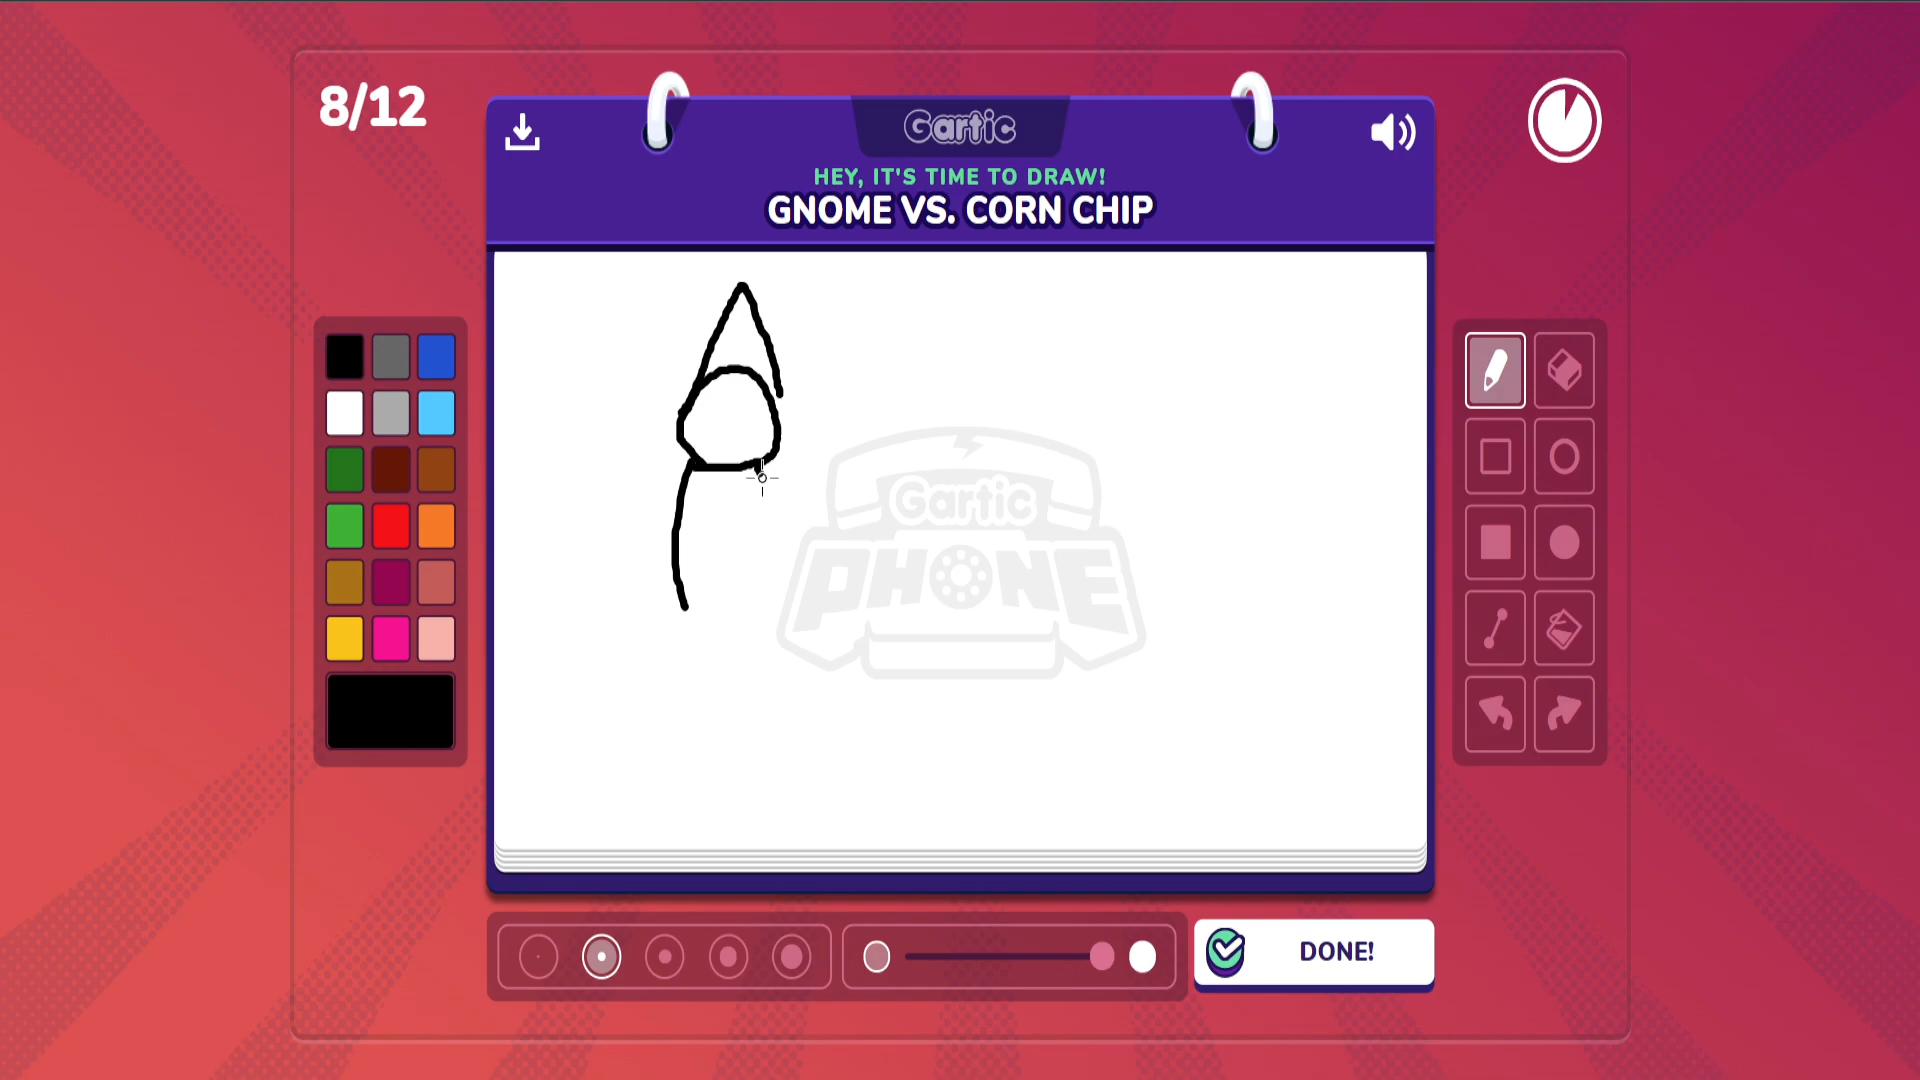 8/12
Gartic
HEY, IT'S TIME TO DRAW!
GNOME VS. CORN CHIP
Gartic
PHONE
DONE!